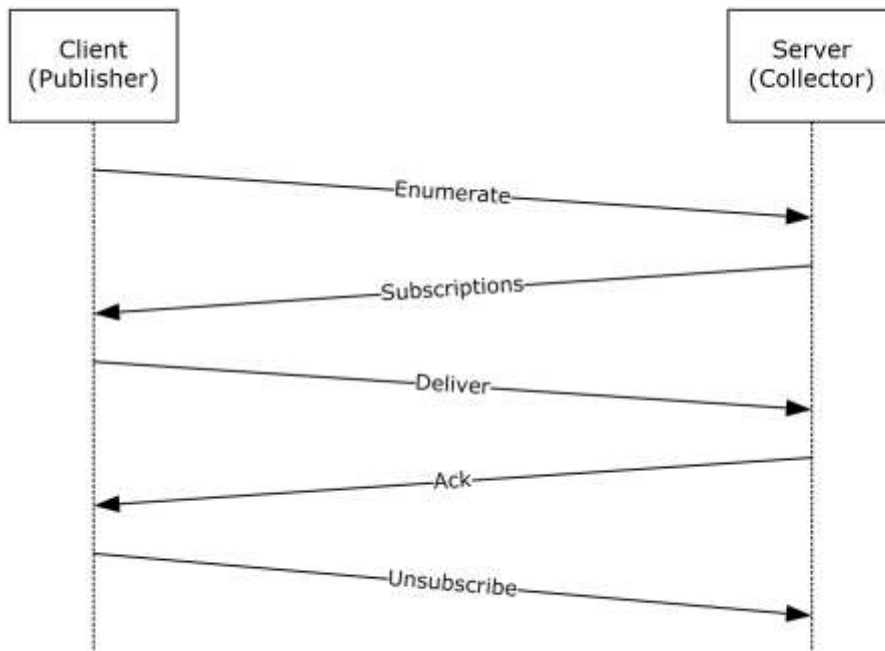 Client
(Publisher)
Server
(Collector)
Enumerate
Subscriptions
Deliver
Ack
Unsubscribe